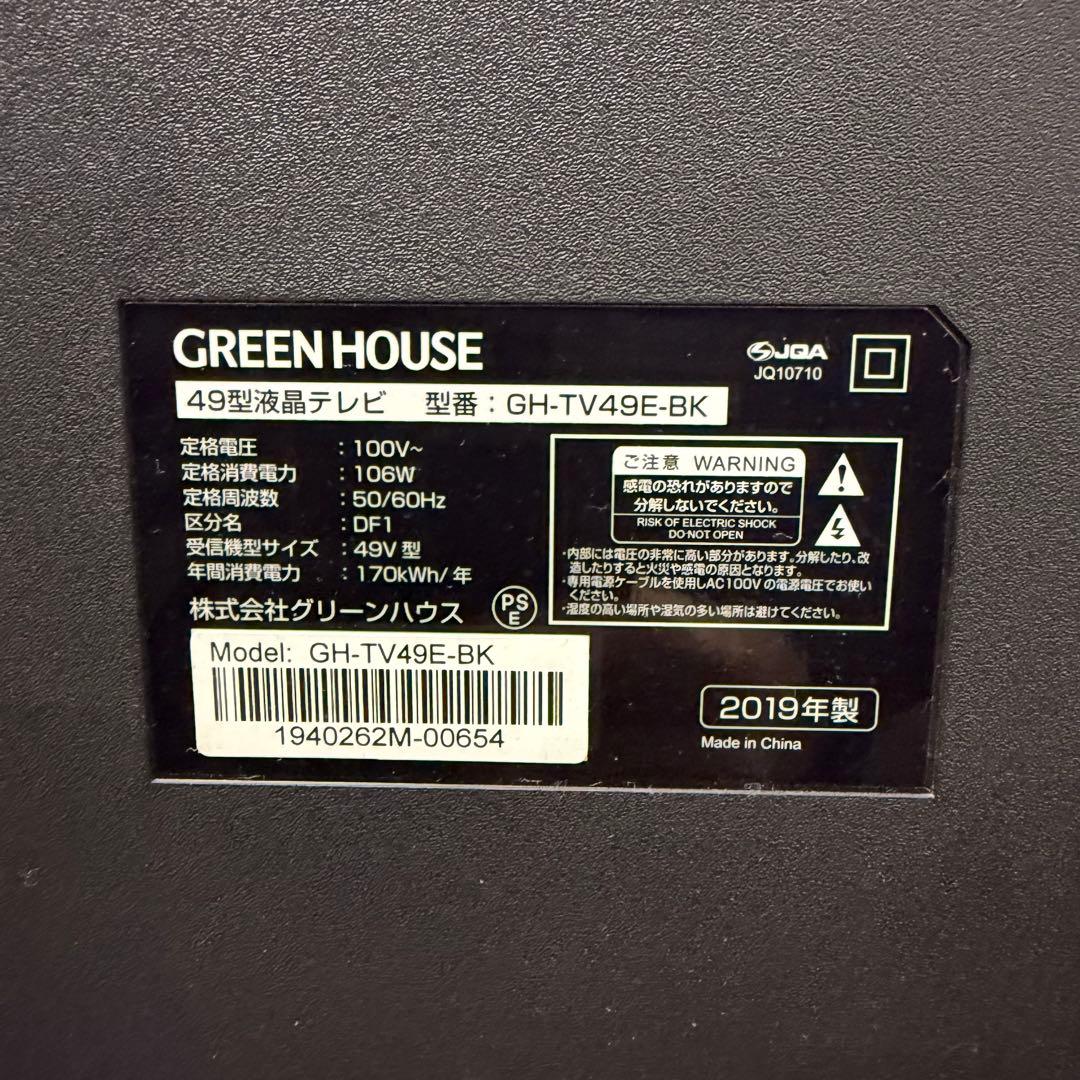 GREEN HOUSE
JQA
JQ10710
49型液晶テレビ 型番：GH-TV49E-BK
定格電圧 ：100V~
定格消費電力 ：106W
定格周波数 ：50/60Hz
区分名 ：DF1
受信機型サイズ ：49V型
年間消費電力 ：170kWh/年
株式会社グリーンハウス
PS
E
ご注意 WARNING
感電の恐れがありますので
分解しないでください。
RISK OF ELECTRIC SHOCK
DO NOT OPEN
・内部には電圧の非常に高い部分があります。分解したり、改
造したりすると火災や感電の原因となります。
・専用電源ケーブルを使用しAC100Vの電源電圧でお使い
ください。
・湿度の高い場所や湿気の多い場所は避けてください。
Model: GH-TV49E-BK
1940262M-00654
2019年製
Made in China